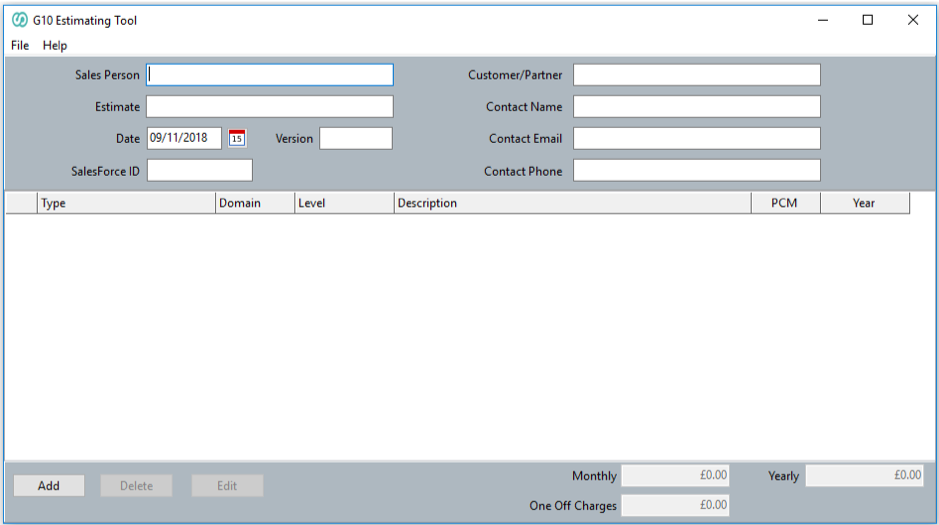 G10 Estimating Tool
File Help
Sales Person Customer/Partner
Estimate Contact Name
Date 09/11/2018 15 Version Contact Email
SalesForce ID Contact Phone
Type Domain Level Description PCM Year
Add Delete Edit Monthly £0.00 Yearly £0.00
One Off Charges £0.00